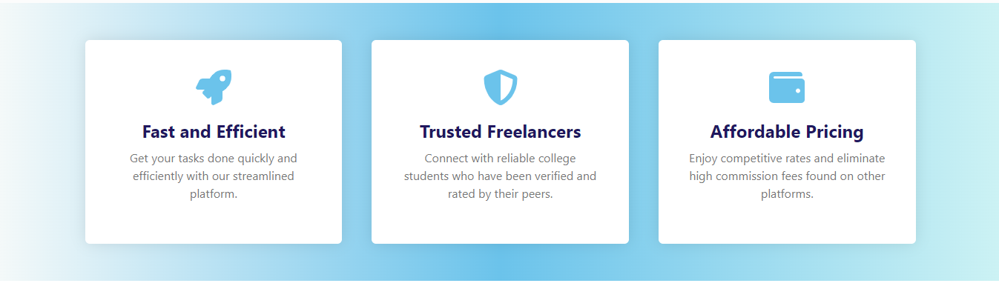 Fast and Efficient
Get your tasks done quickly and
efficiently with our streamlined
platform.
Trusted Freelancers
Connect with reliable college
students who have been verified and
rated by their peers.
Affordable Pricing
Enjoy competitive rates and eliminate
high commission fees found on other
platforms.